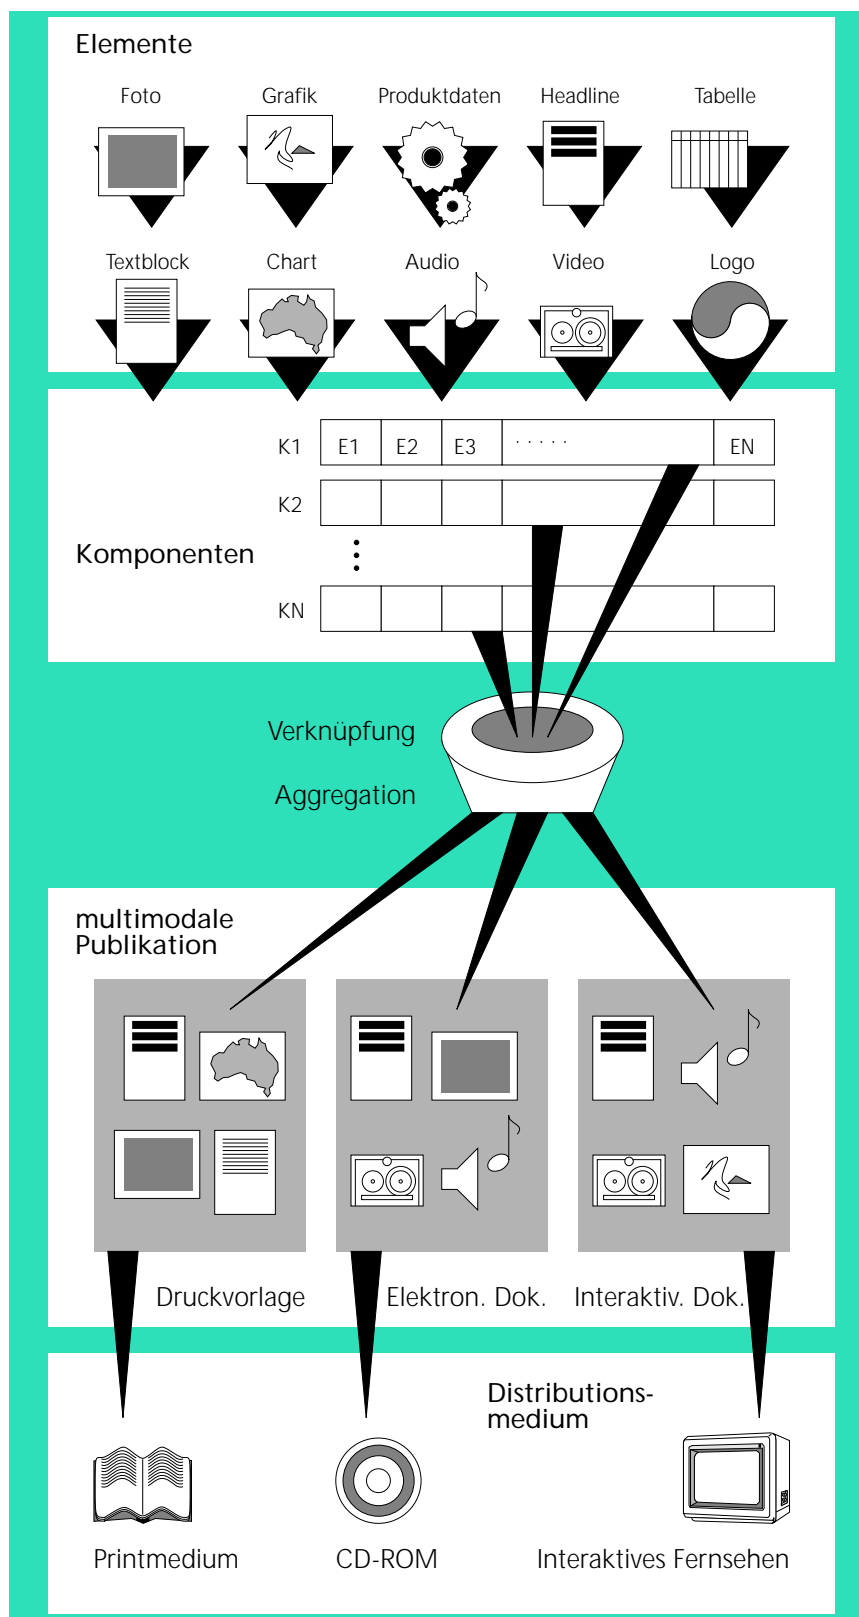 Elemente
Foto Grafik Produktdaten Headline Tabelle
Textblock Chart Audio Video Logo
K1 E1 E2 E3 ..... EN
K2
Komponenten
KN
Verknüpfung
Aggregation
multimodale
Publikation
Druckvorlage Elektron. Dok. Interaktiv. Dok.
Distributions-
medium
Printmedium CD-ROM Interaktives Fernsehen